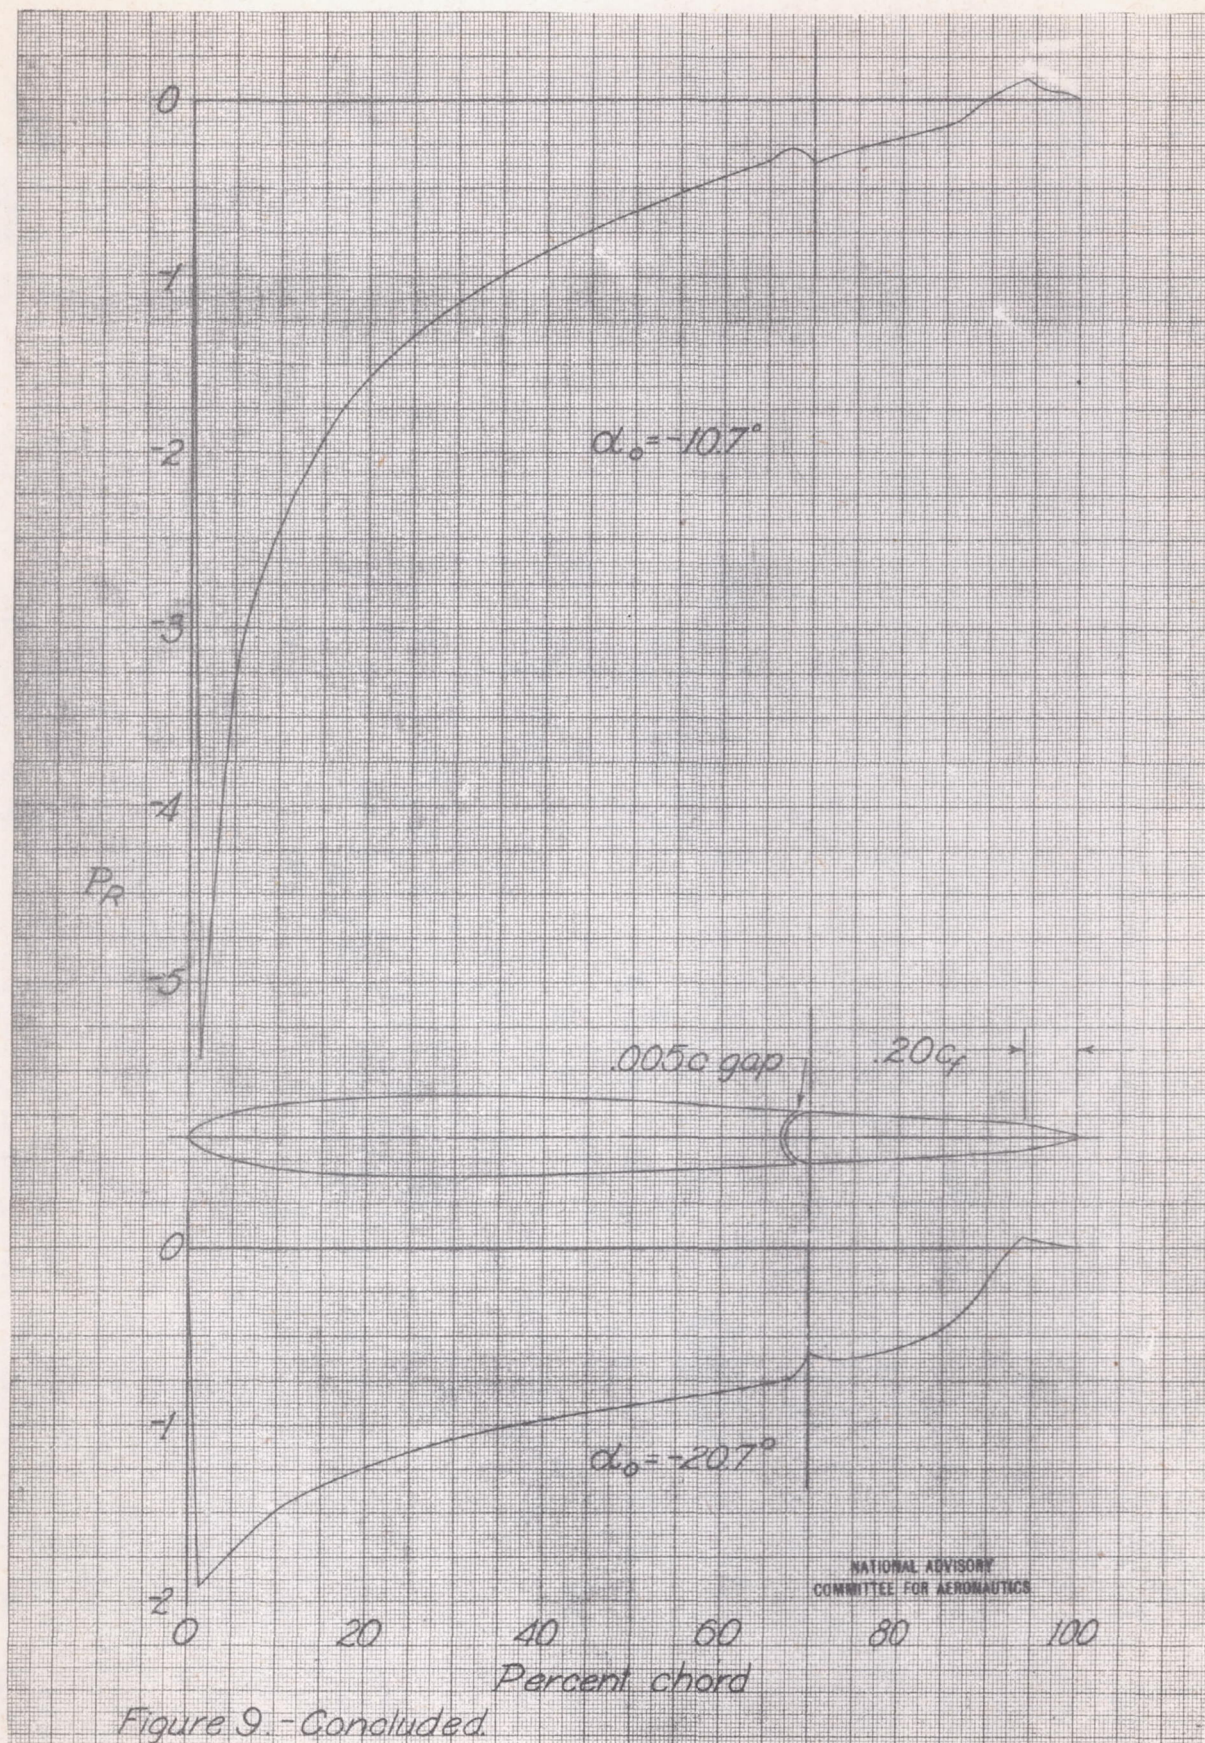 0
-1
-2
α₀=-10.7°
-3
-4
P_R
-5
.005c gap
.20c_f
0
-1
α₀=-20.7°
NATIONAL ADVISORY
COMMITTEE FOR AERONAUTICS
-2
0 20 40 60 80 100
Percent chord
Figure 9.-Concluded.